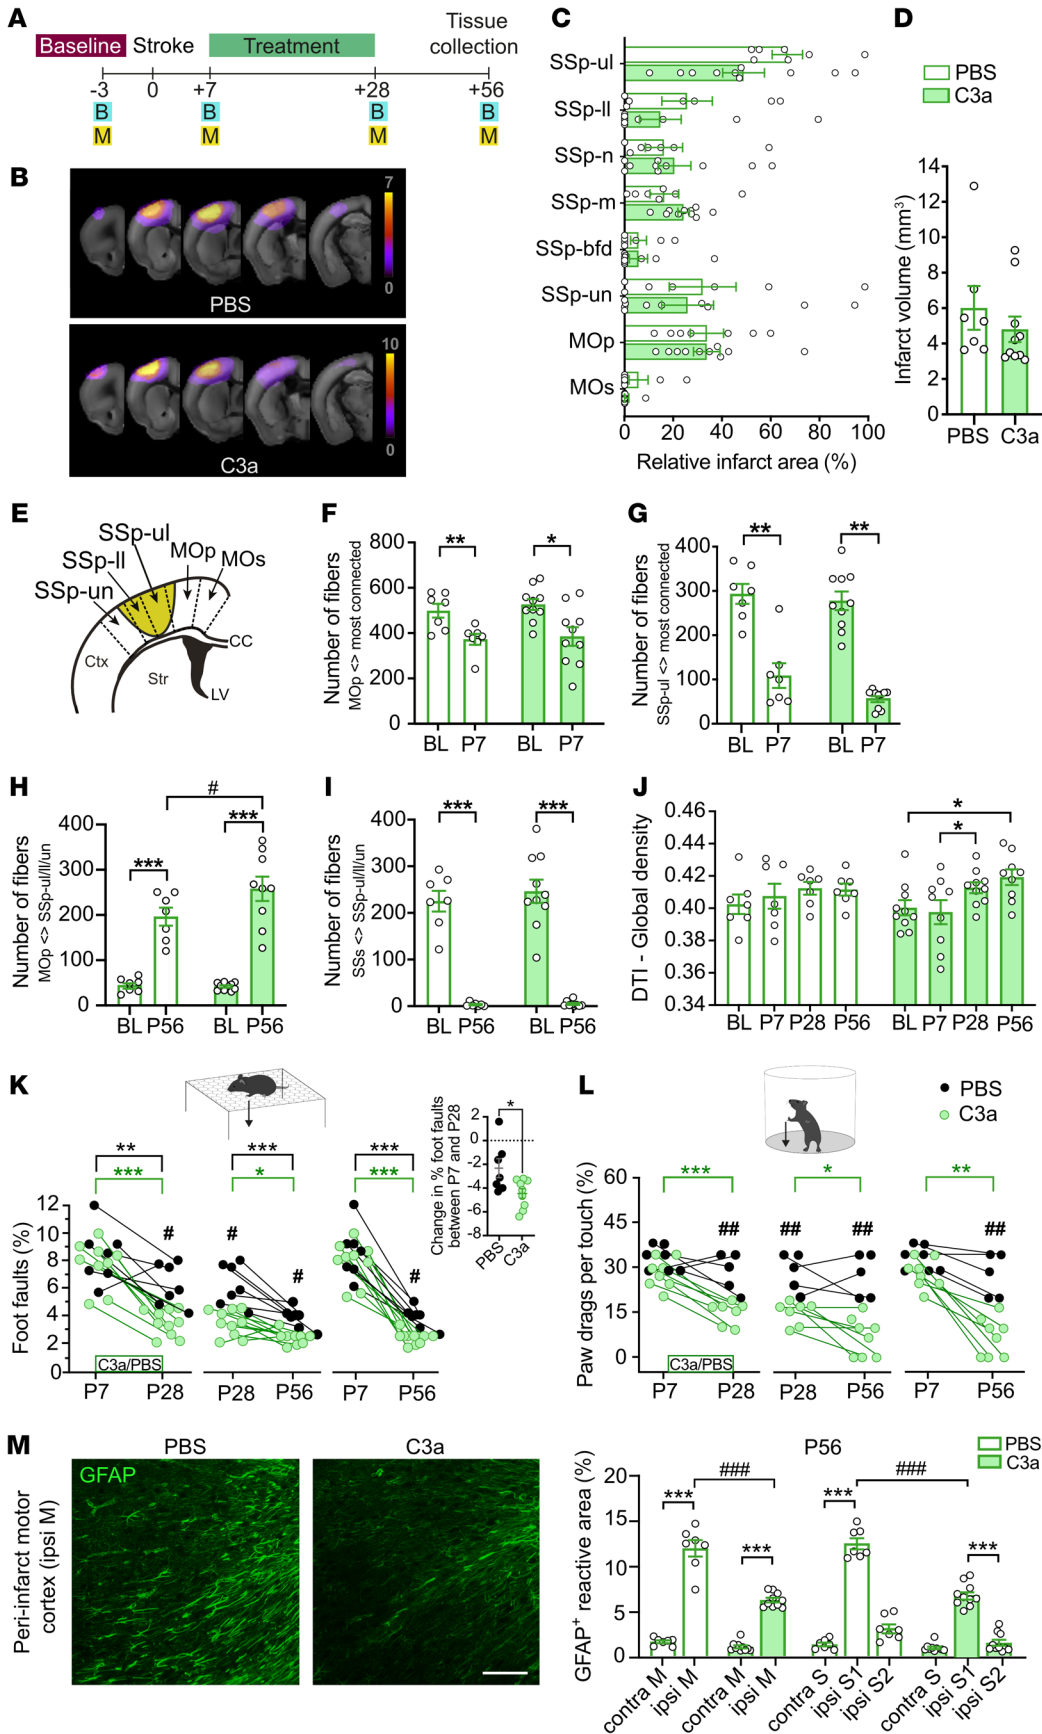 A
Baseline Stroke Treatment Tissue collection
-3 0 +7 +28 +56
B B B B
M M M M
B
7
0
PBS
10
0
C3a
C
SSp-ul
SSp-ll
SSp-n
SSp-m
SSp-bfd
SSp-un
MOp
MOs
0 20 40 60 80 100
Relative infarct area (%)
D
PBS
C3a
Infarct volume (mm³)
14
12
10
8
6
4
2
0
PBS C3a
E
SSp-ul
SSp-ll
SSp-un
MOp
MOs
CC
Ctx
Str
LV
F
Number of fibers
MOp <> most connected
800
600
400
200
0
** *
BL P7 BL P7
G
Number of fibers
SSp-ul <> most connected
400
300
200
100
0
** **
BL P7 BL P7
H
Number of fibers
MOp <> SSp-ul/ll/un
400
300
200
100
0
#
*** ***
BL P56 BL P56
I
Number of fibers
SSs <> SSp-ul/ll/un
400
300
200
100
0
*** ***
BL P56 BL P56
J
DTI - Global density
0.46
0.44
0.42
0.40
0.38
0.36
0.34
*
*
BL P7 P28 P56 BL P7 P28 P56
K
Foot faults (%)
12
10
8
6
4
2
0
** *** ***
*** * ***
# # # #
C3a/PBS
P7 P28 P28 P56 P7 P56
Change in % foot faults
between P7 and P28
2
0
-2
-4
-6
-8
*
PBS C3a
L
PBS
C3a
Paw drags per touch (%)
60
45
30
15
0
*** * **
## ## ## ##
C3a/PBS
P7 P28 P28 P56 P7 P56
M
PBS C3a
GFAP
Peri-infarct motor
cortex (ipsi M)
P56
PBS
C3a
GFAP⁺ reactive area (%)
20
15
10
5
0
### ###
*** *** *** ***
contra M ipsi M contra M ipsi M contra S ipsi S1 ipsi S2 contra S ipsi S1 ipsi S2